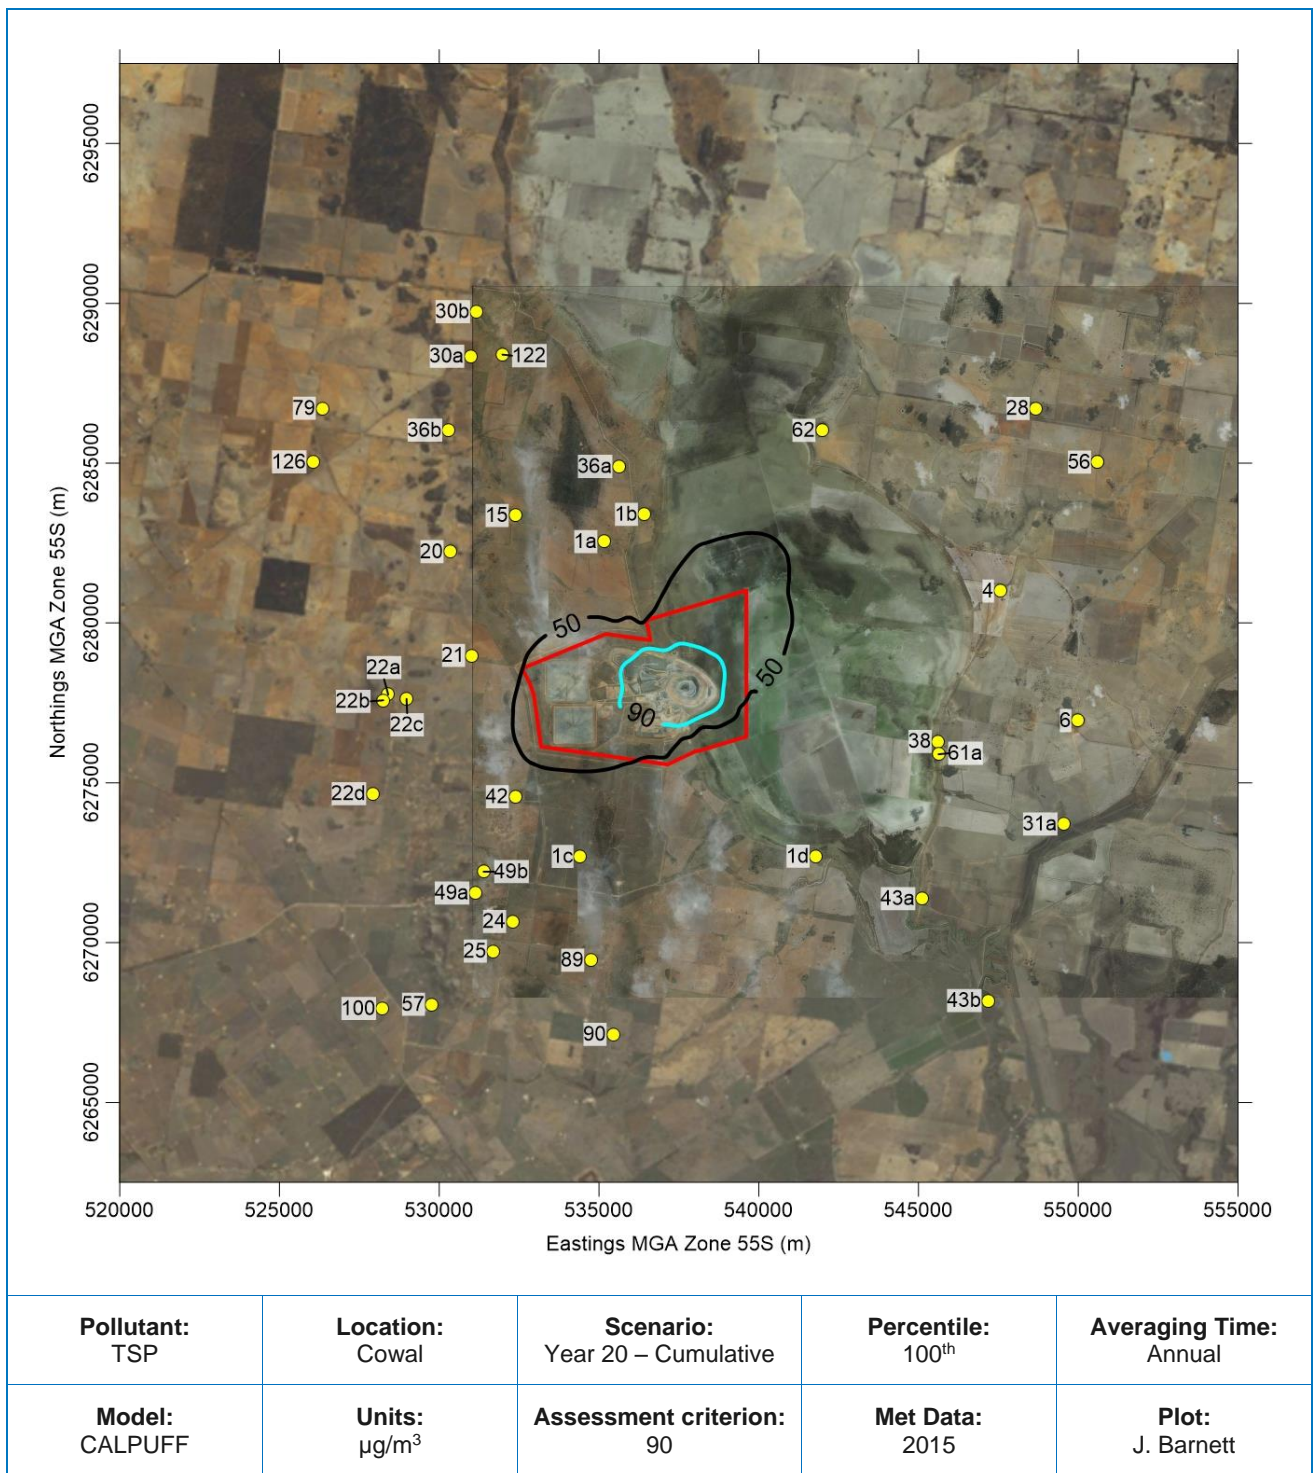 6295000
6290000
30b
30a
122
79
28
36b
62
126
56
36a
6285000
15
1b
1a
20
4
6280000
50
21
22a
50
22b
22c
90
6
38
61a
6275000
22d
42
31a
1c
1d
49b
49a
43a
24
6270000
25
89
57
100
43b
90
6265000
Northings MGA Zone 55S (m)
520000 525000 530000 535000 540000 545000 550000 555000
Eastings MGA Zone 55S (m)
Pollutant:
TSP
Location:
Cowal
Scenario:
Year 20 – Cumulative
Percentile:
100th
Averaging Time:
Annual
Model:
CALPUFF
Units:
µg/m³
Assessment criterion:
90
Met Data:
2015
Plot:
J. Barnett